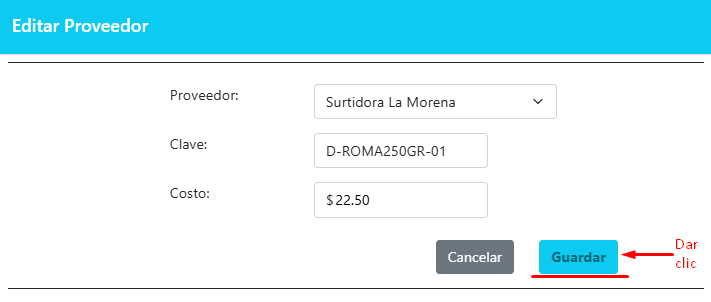 Editar Proveedor
Proveedor: Surtidora La Morena
Clave: D-ROMA250GR-01
Costo: $22.50
Cancelar Guardar Dar
clic